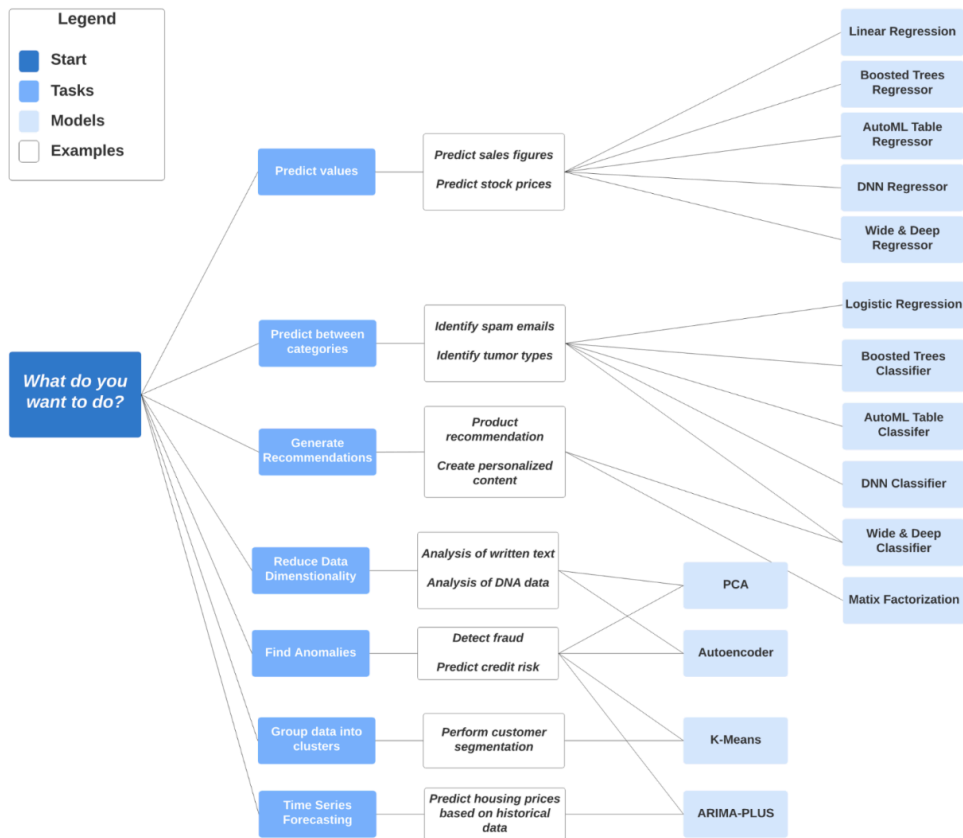 Legend
Start
Tasks
Models
Examples
What do you
want to do?
Predict values
Predict sales figures
Predict stock prices
Linear Regression
Boosted Trees
Regressor
AutoML Table
Regressor
DNN Regressor
Wide & Deep
Regressor
Predict between
categories
Identify spam emails
Identify tumor types
Logistic Regression
Boosted Trees
Classifier
AutoML Table
Classifer
DNN Classifier
Wide & Deep
Classifier
Generate
Recommendations
Product
recommendation
Create personalized
content
Matix Factorization
Reduce Data
Dimenstionality
Analysis of written text
Analysis of DNA data
PCA
Find Anomalies
Detect fraud
Predict credit risk
Autoencoder
Group data into
clusters
Perform customer
segmentation
K-Means
Time Series
Forecasting
Predict housing prices
based on historical
data
ARIMA-PLUS